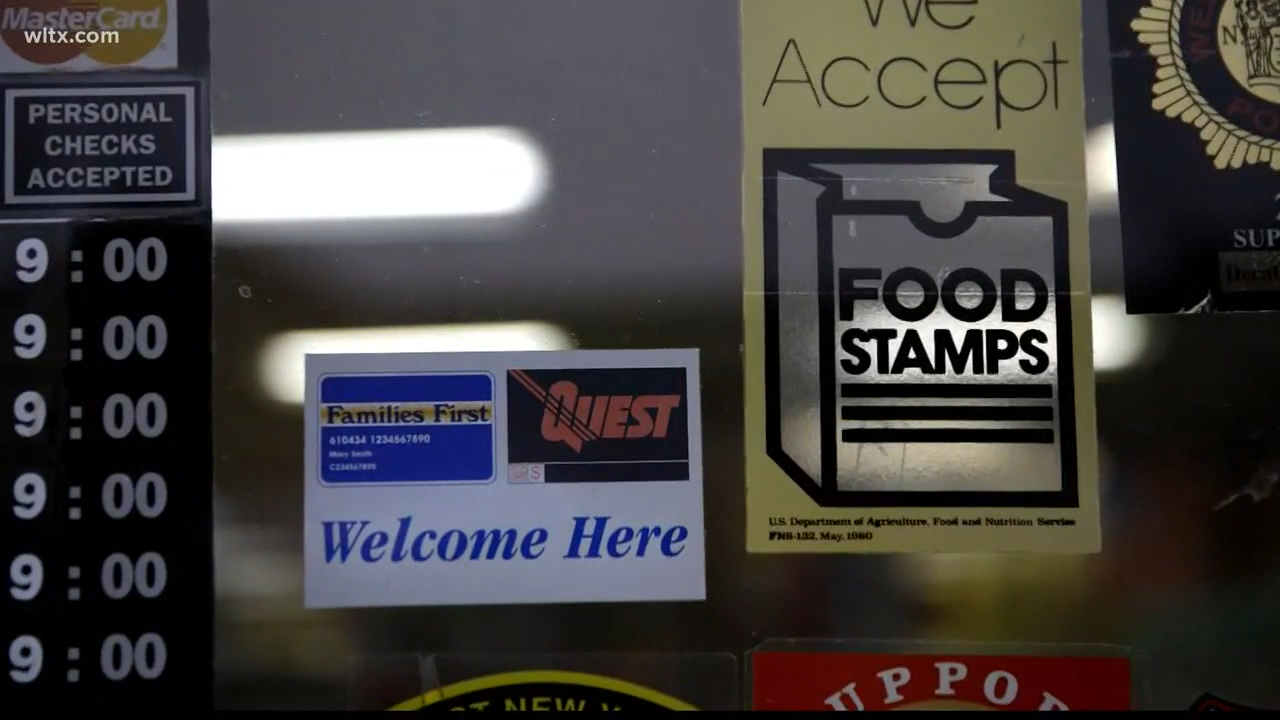 MasterCard
wltx.com
PERSONAL
CHECKS
ACCEPTED
9 : 00
9 : 00
9 : 00
9 : 00
9 : 00
9 : 00
Families First
610434 1234567890
Mary Smith
QUEST
$
Welcome Here
We
Accept
FOOD
STAMPS
U.S. Department of Agriculture, Food and Nutrition Service
FNS-132, May, 1980
SUP
Decal